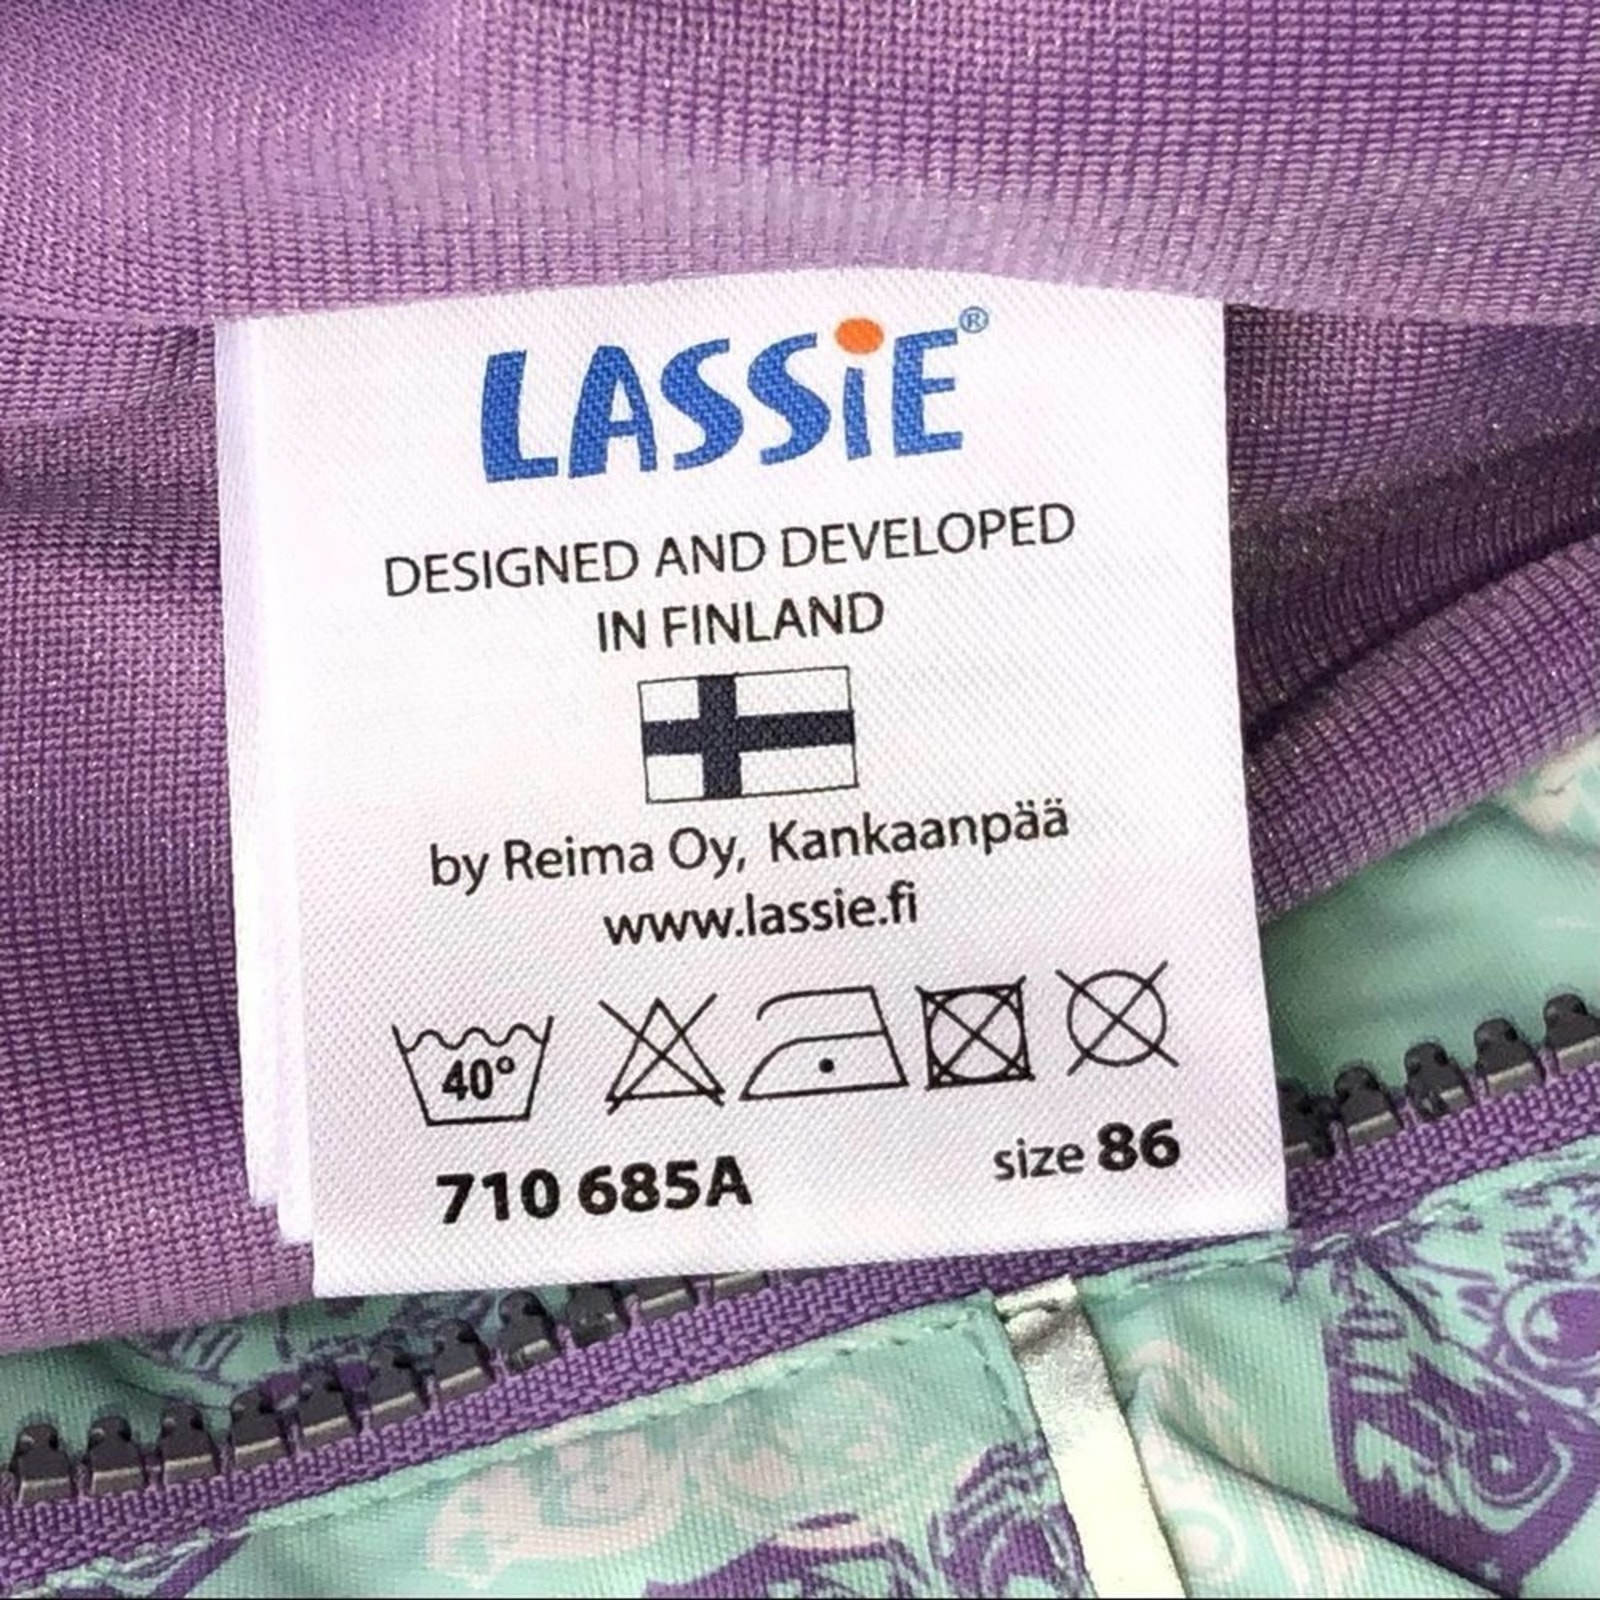 LASSiE®
DESIGNED AND DEVELOPED
IN FINLAND
by Reima Oy, Kankaanpää
www.lassie.fi
40°
710 685A size 86